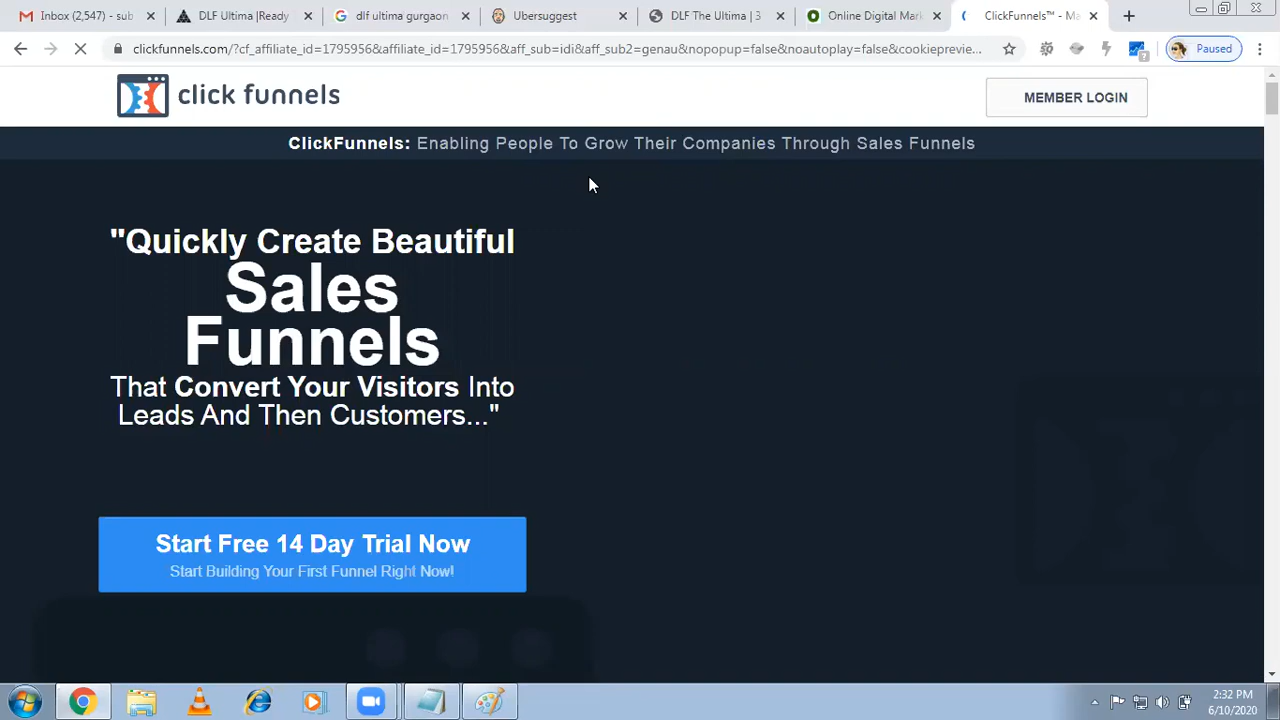 Inbox (2,547) - sub
DLF Ultima |Ready
dlf ultima gurgaon
Ubersuggest
DLF The Ultima | 3
Online Digital Mark
ClickFunnels™ - Ma
clickfunnels.com/?cf_affiliate_id=1795956&affiliate_id=1795956&aff_sub=idi&aff_sub2=genau&nopopup=false&noautoplay=false&cookieprevie...
Paused
click funnels
MEMBER LOGIN
ClickFunnels: Enabling People To Grow Their Companies Through Sales Funnels
"Quickly Create Beautiful
Sales
Funnels
That Convert Your Visitors Into
Leads And Then Customers..."
Start Free 14 Day Trial Now
Start Building Your First Funnel Right Now!
2:32 PM
6/10/2020